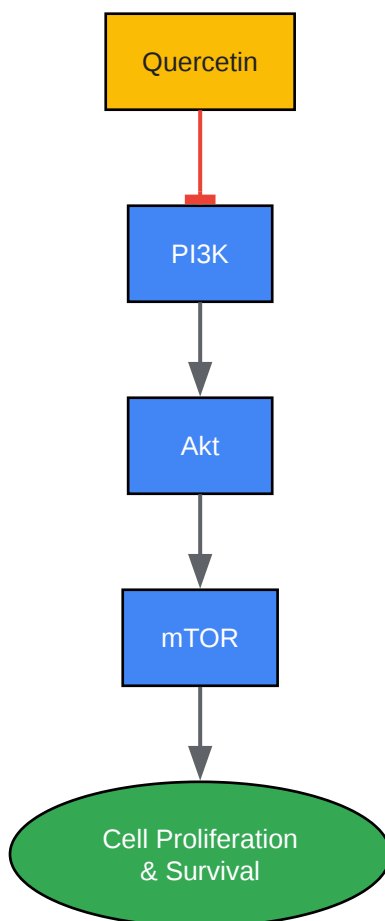 Quercetin
PI3K
Akt
mTOR
Cell Proliferation
& Survival